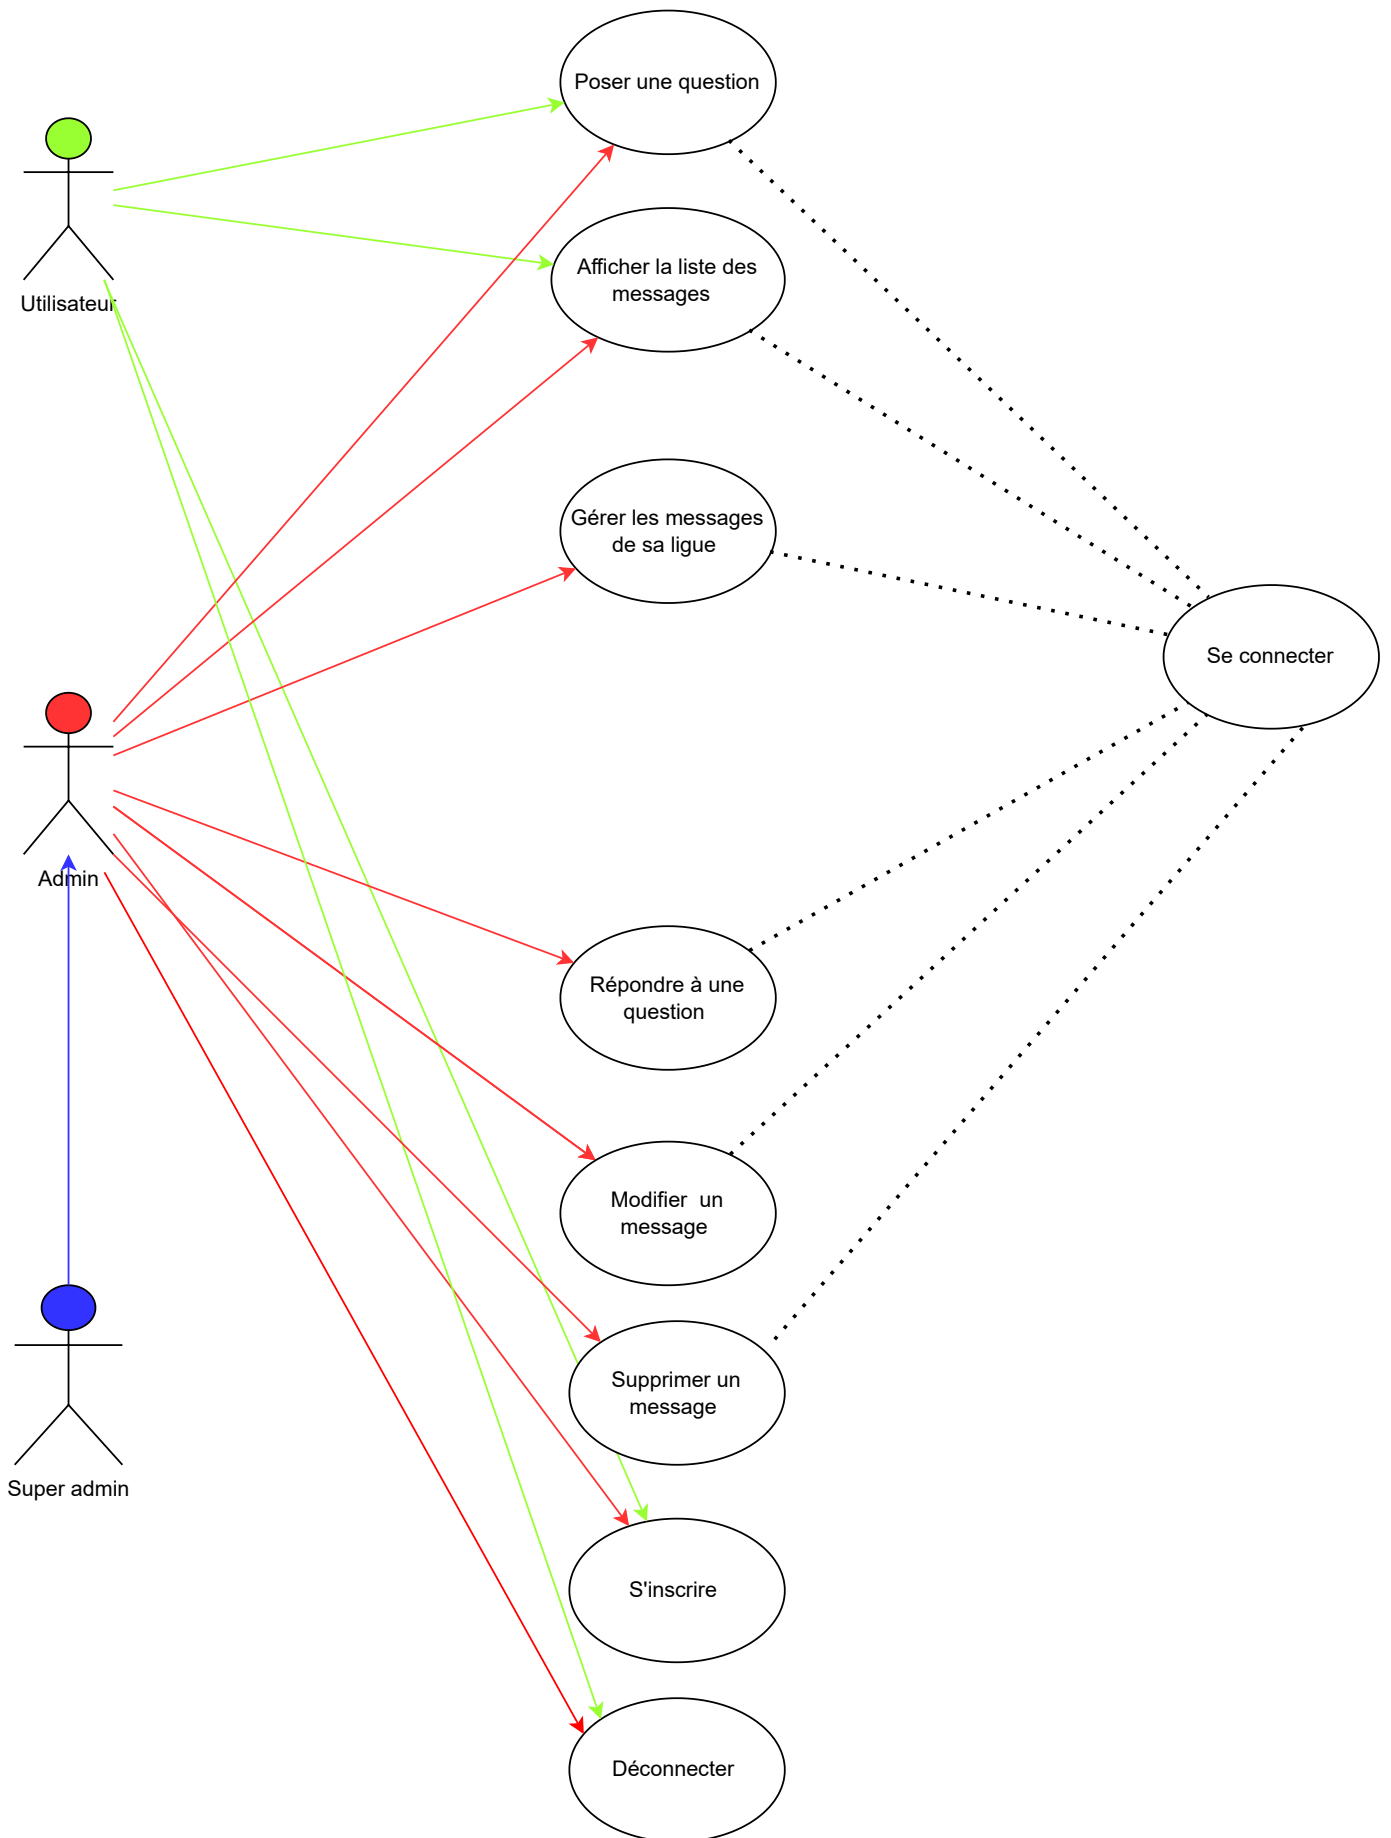 Poser une question
Utilisateur
Afficher la liste des
messages
Gérer les messages
de sa ligue
Se connecter
Admin
Répondre à une
question
Modifier  un
message
Supprimer un
message
Super admin
S'inscrire
Déconnecter